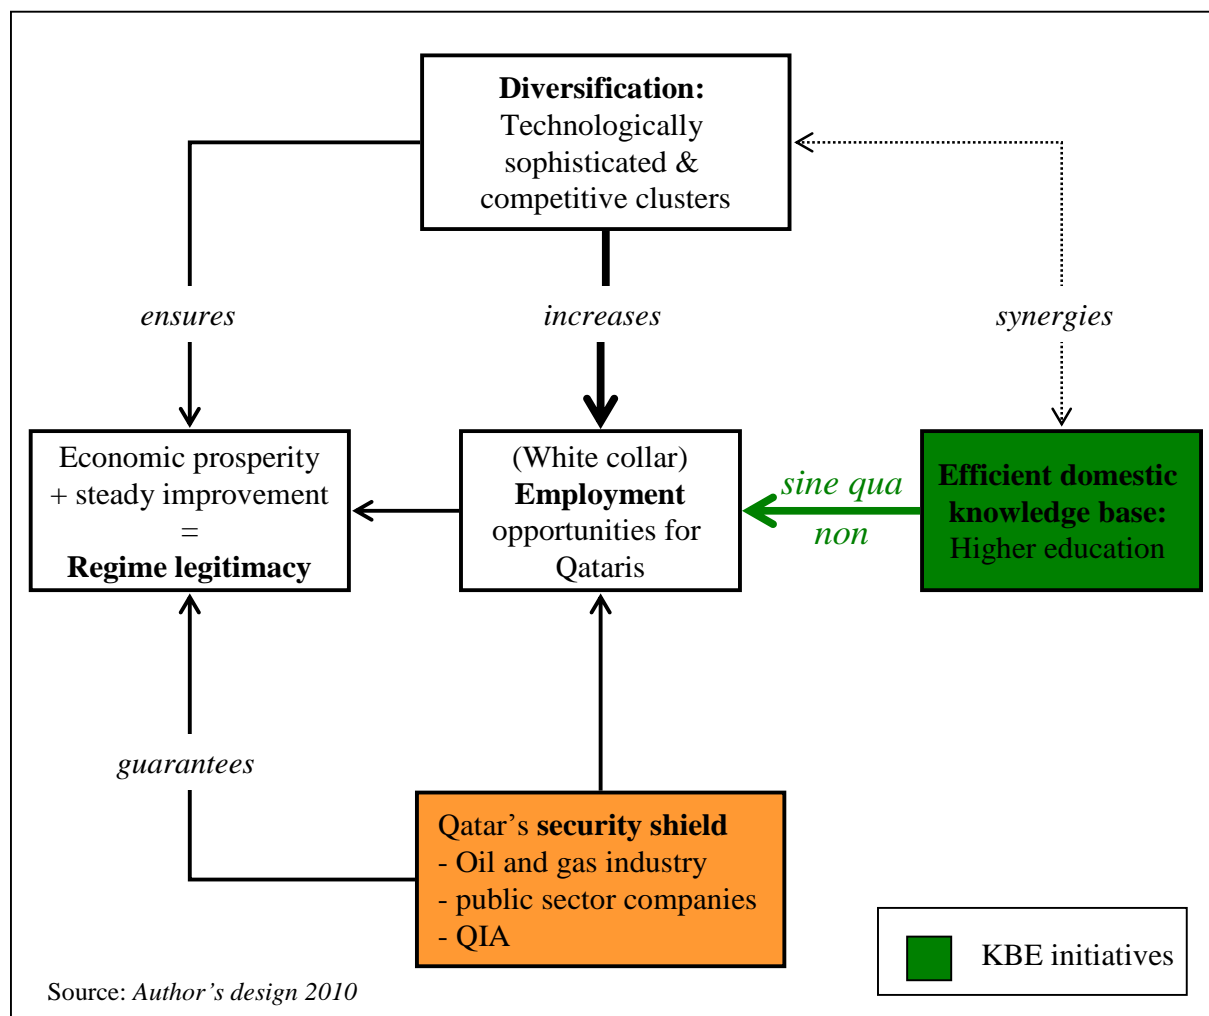 Diversification:
Technologically
sophisticated &
competitive clusters
ensures
increases
synergies
Economic prosperity
+ steady improvement
=
Regime legitimacy
(White collar)
Employment
opportunities for
Qataris
sine qua
non
Efficient domestic
knowledge base:
Higher education
guarantees
Qatar’s security shield
- Oil and gas industry
- public sector companies
- QIA
KBE initiatives
Source: Author’s design 2010